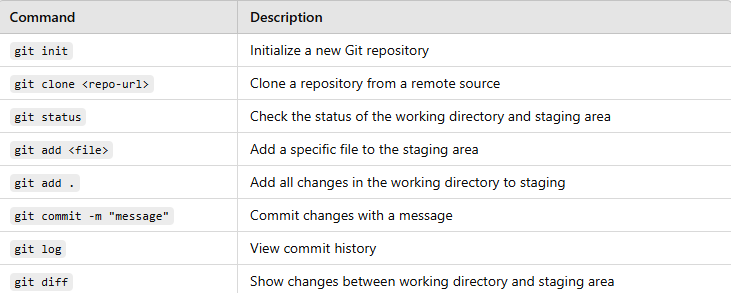 Command Description
git init Initialize a new Git repository
git clone <repo-url> Clone a repository from a remote source
git status Check the status of the working directory and staging area
git add <file> Add a specific file to the staging area
git add . Add all changes in the working directory to staging
git commit -m "message" Commit changes with a message
git log View commit history
git diff Show changes between working directory and staging area